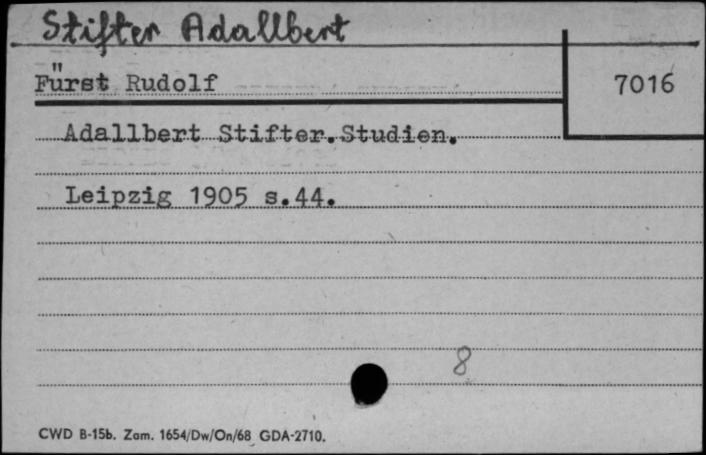 Stifter Adallbert
Fürst Rudolf
7016
Adallbert Stifter.Studien.
Leipzig 1905 s.44.
8
CWD B-15b. Zam. 1654/Dw/On/68 GDA-2710.